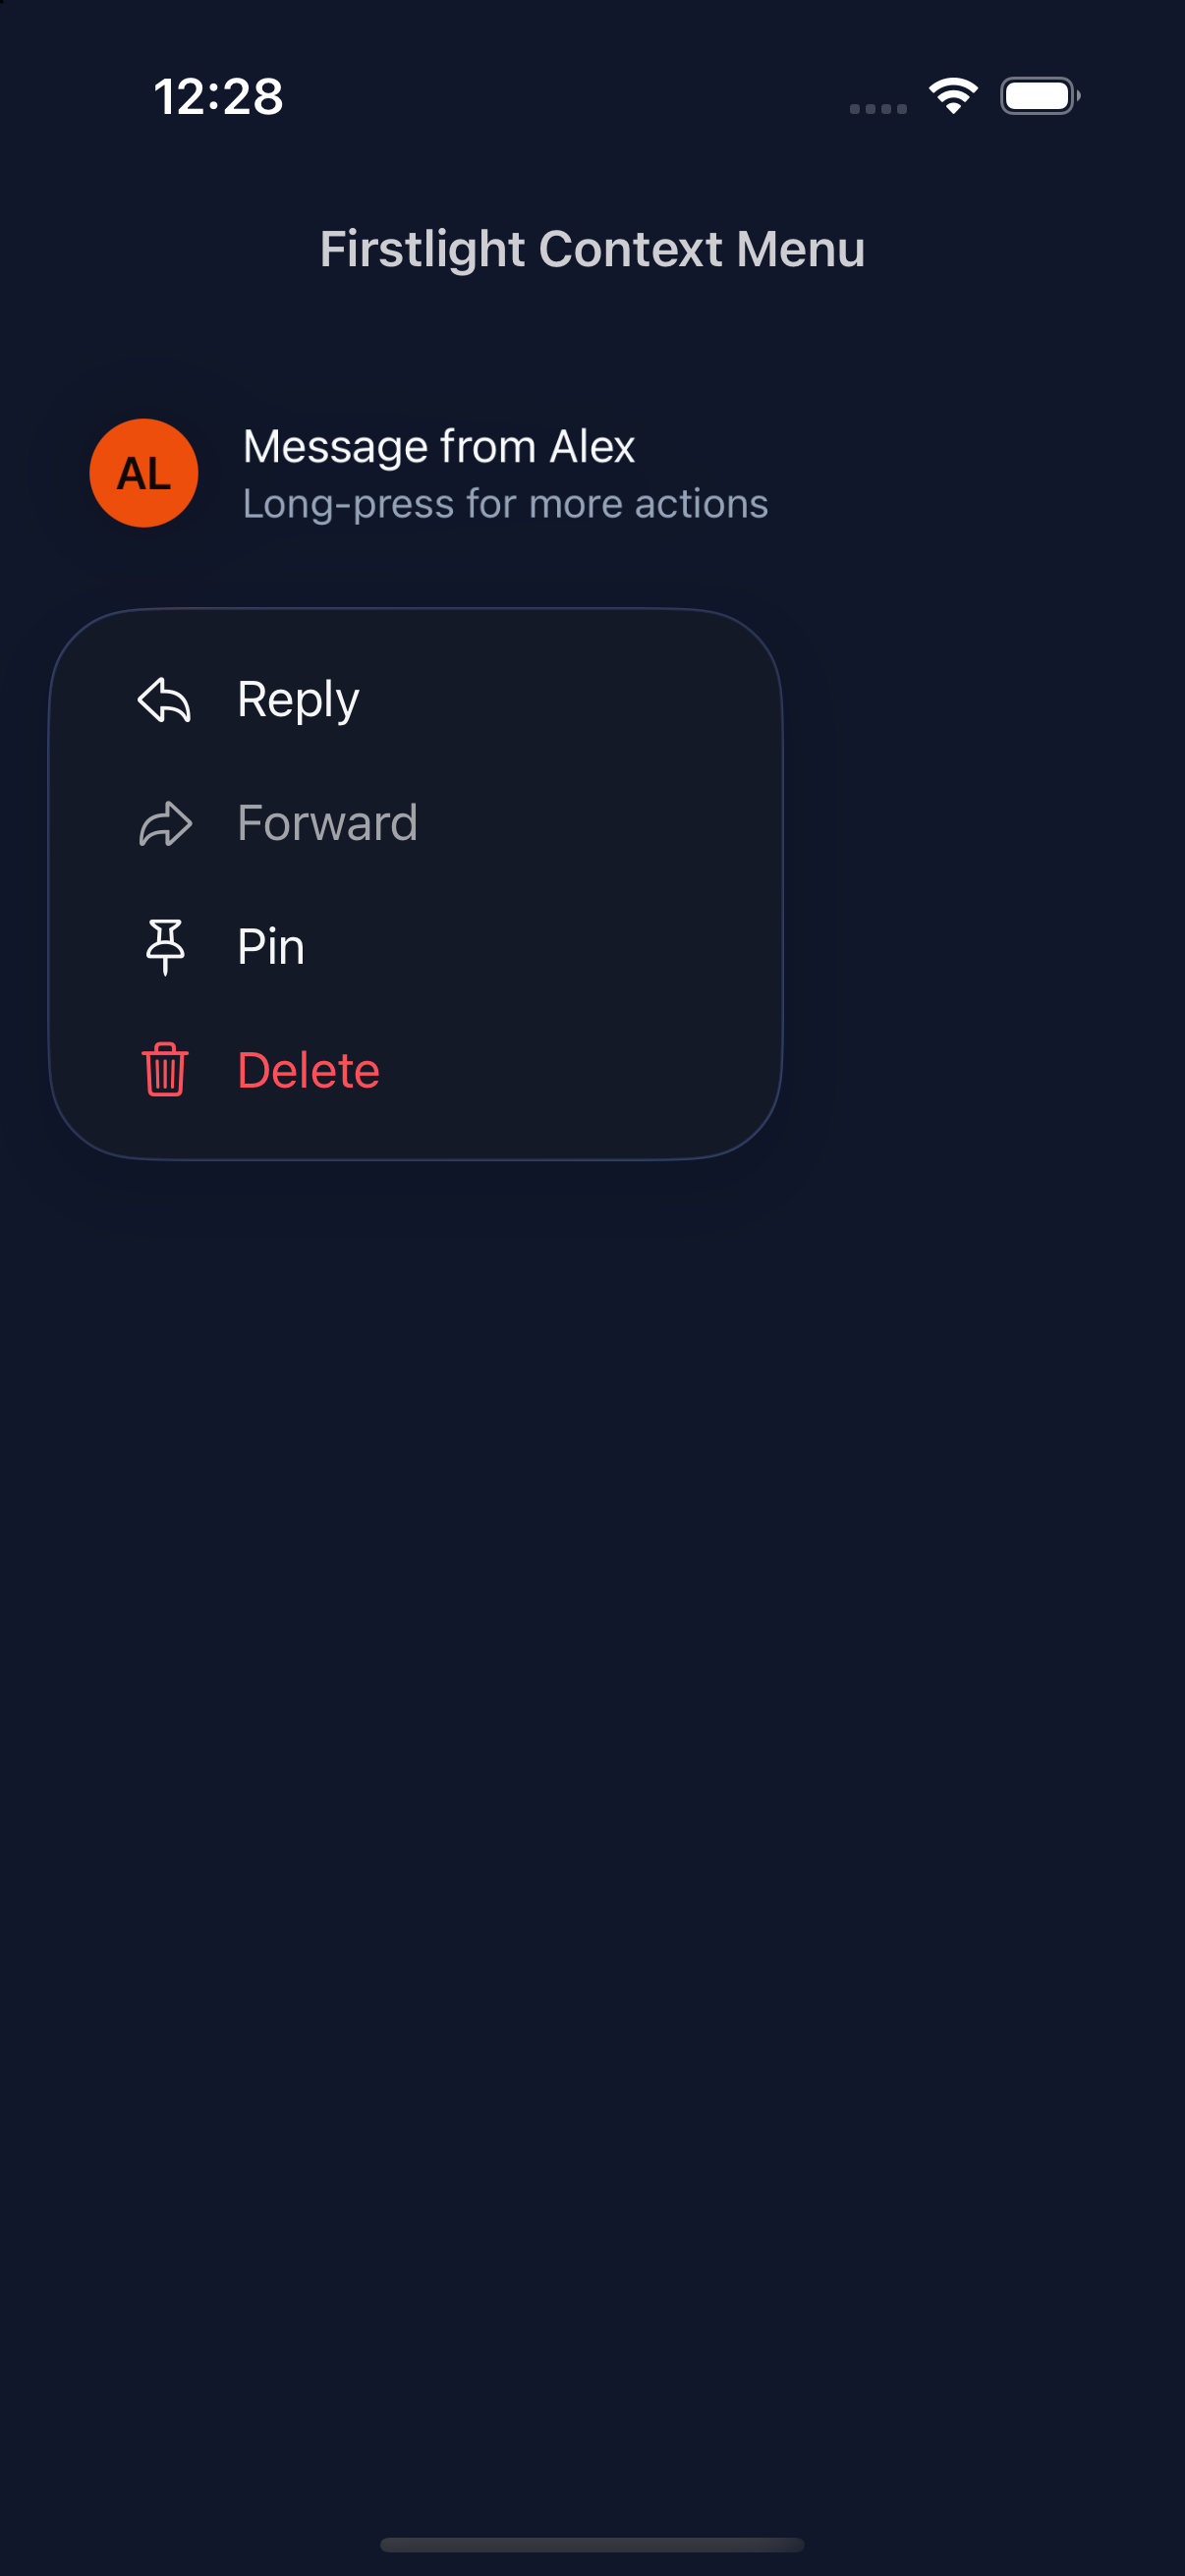 12:28
Firstlight Context Menu
AL
Message from Alex
Long-press for more actions
Reply
Forward
Pin
Delete